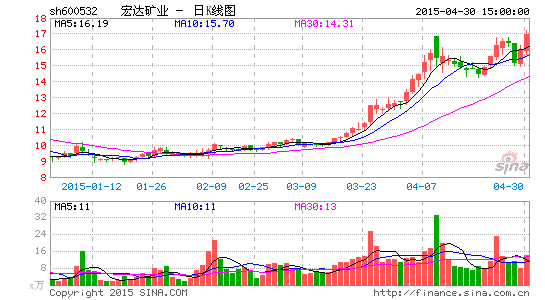 sh600532 宏达矿业 － 日K线图 2015-04-30 15:00:00
MA5:16.19 MA10:15.70 MA30:14.31
18
17
16
15
14
13
12
11
10
9
8
2015-01-12 01-26 02-09 02-25 03-09 03-23 04-07 04-30
sina
MA5:11 MA10:11 MA30:13
40
32
24
16
8
x万
Copyright 2015 SINA.COM http://finance.sina.com.cn